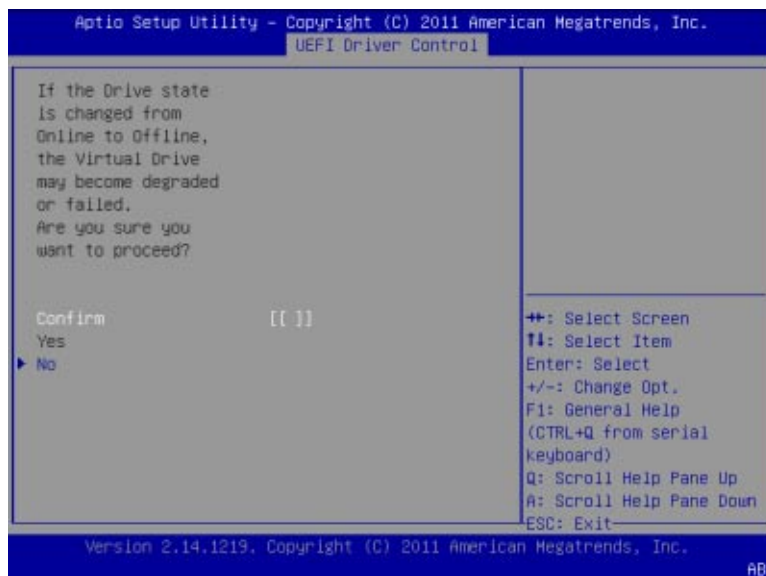 Aptio Setup Utility – Copyright (C) 2011 American Megatrends, Inc.
UEFI Driver Control
If the Drive state
is changed from
Online to Offline,
the Virtual Drive
may become degraded
or failed.
Are you sure you
want to proceed?
Confirm [[ ]]
Yes
No
→←: Select Screen
↑↓: Select Item
Enter: Select
+/-: Change Opt.
F1: General Help
(CTRL+Q from serial
keyboard)
Q: Scroll Help Pane Up
A: Scroll Help Pane Down
ESC: Exit
Version 2.14.1219. Copyright (C) 2011 American Megatrends, Inc.
AB